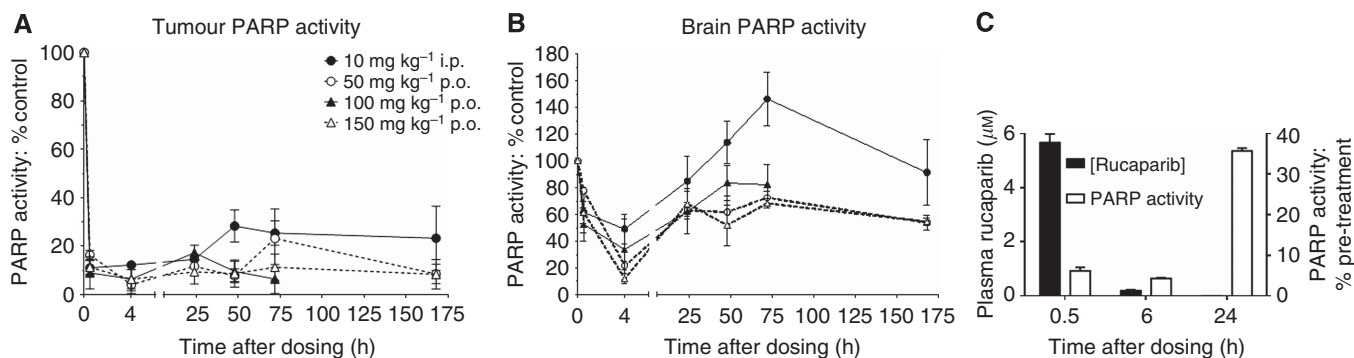 A
Tumour PARP activity
PARP activity: % control
100
80
60
40
20
0
10 mg kg⁻¹ i.p.
50 mg kg⁻¹ p.o.
100 mg kg⁻¹ p.o.
150 mg kg⁻¹ p.o.
0 4 25 50 75 100 125 150 175
Time after dosing (h)
B
Brain PARP activity
PARP activity: % control
180
160
140
120
100
80
60
40
20
0
0 4 25 50 75 100 125 150 175
Time after dosing (h)
C
Plasma rucaparib (μM)
6
3
0
[Rucaparib]
PARP activity
40
30
20
10
0
PARP activity:
% pre-treatment
0.5 6 24
Time after dosing (h)